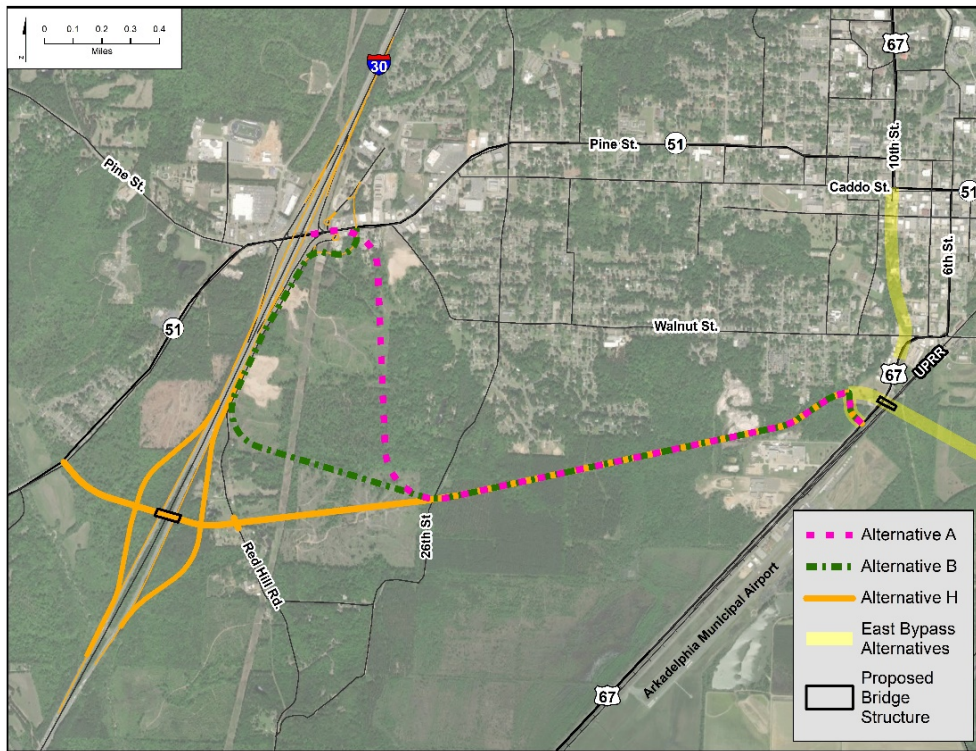 0 0.1 0.2 0.3 0.4
Miles
z
30
67
10th St.
Pine St.
51
Pine St.
Caddo St.
51
6th St.
51
Walnut St.
67
UPRR
26th St
Red Hill Rd.
Arkadelphia Municipal Airport
67
Alternative A
Alternative B
Alternative H
East Bypass
Alternatives
Proposed
Bridge
Structure